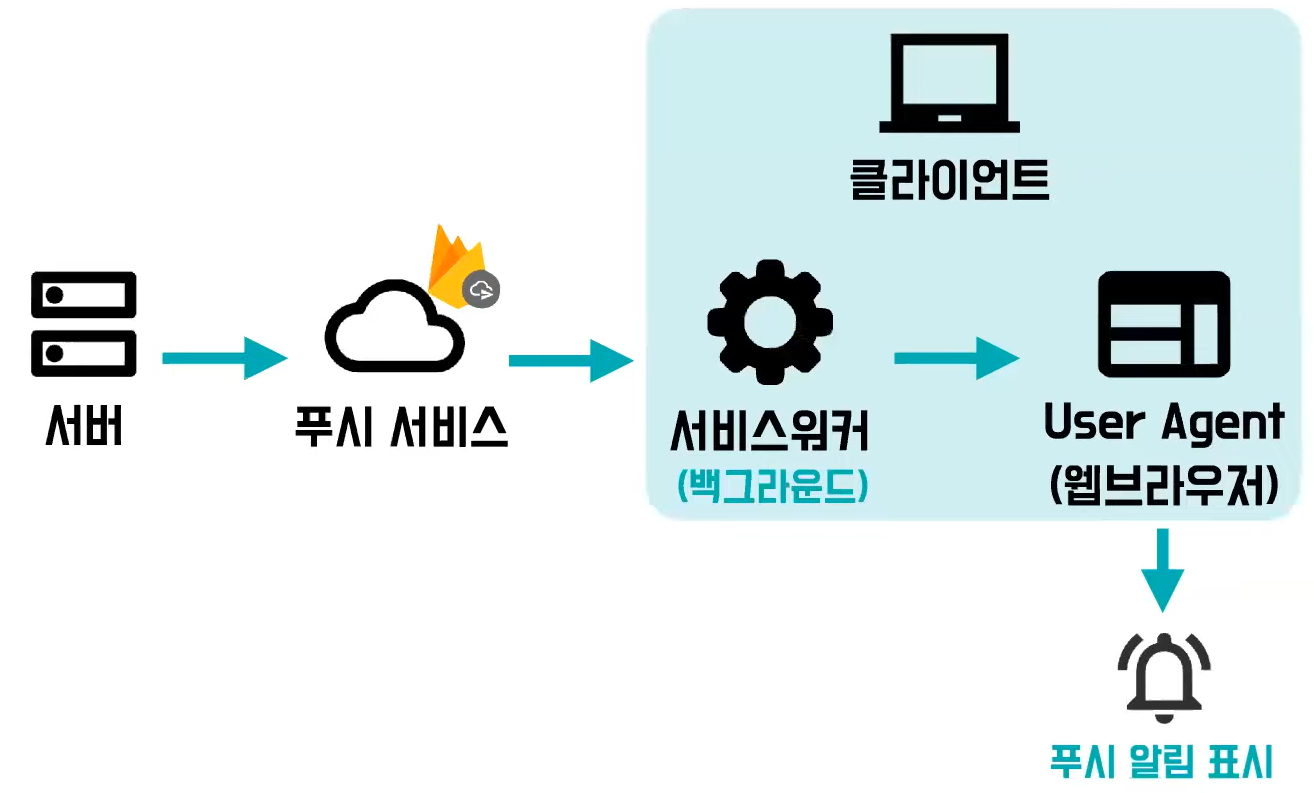 클라이언트
서버
푸시 서비스
서비스워커
(백그라운드)
User Agent
(웹브라우저)
푸시 알림 표시